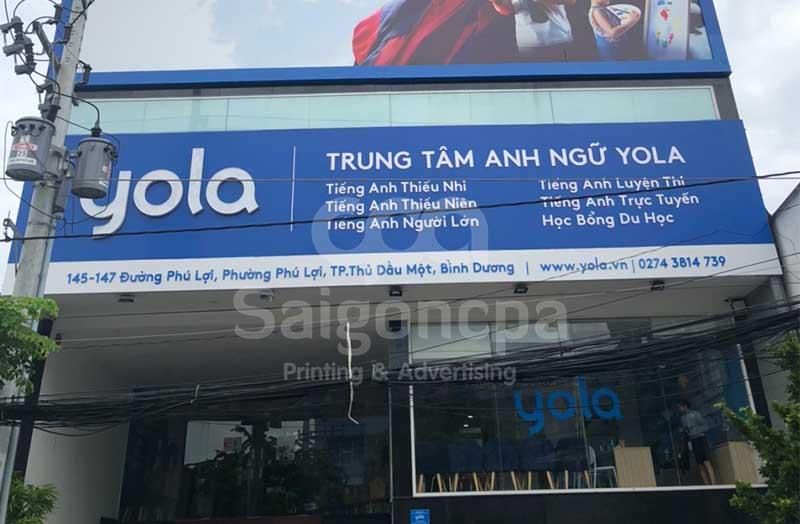 yola
TRUNG TÂM ANH NGỮ YOLA
Tiếng Anh Thiếu Nhi
Tiếng Anh Thiếu Niên
Tiếng Anh Người Lớn
Tiếng Anh Luyện Thi
Tiếng Anh Trực Tuyến
Học Bổng Du Học
145-147 Đường Phú Lợi, Phường Phú Lợi, TP.Thủ Dầu Một, Bình Dương | www.yola.vn | 0274 3814 739
Saigoncpa
Printing & Advertising
yola
yola